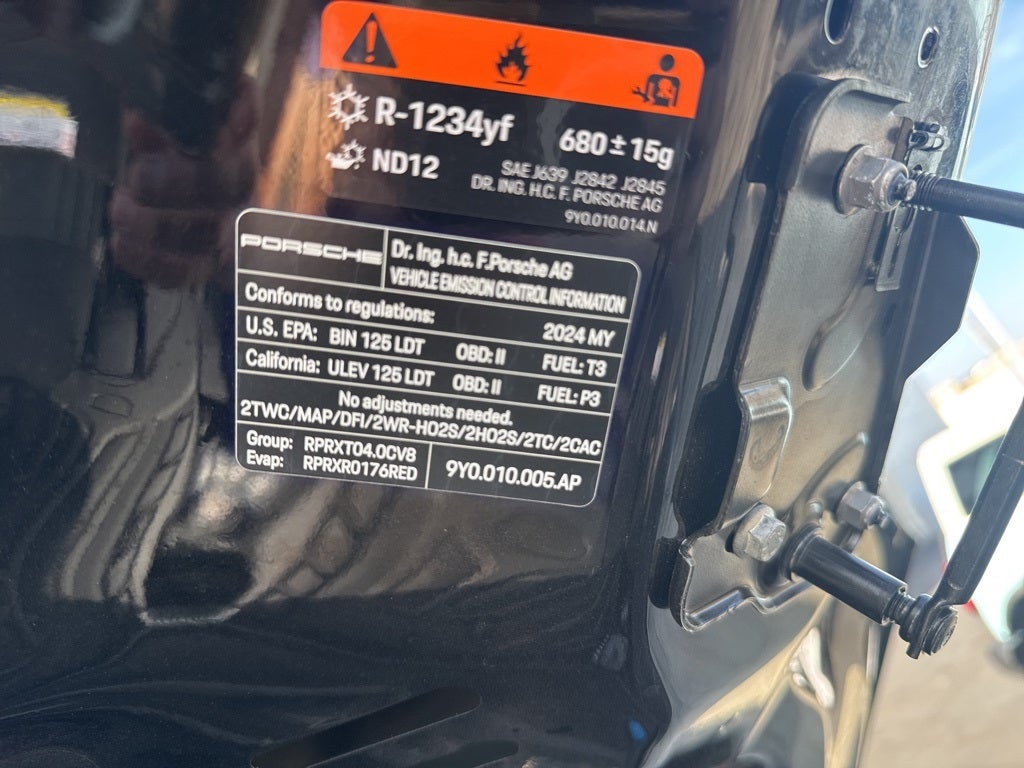 R-1234yf 680 ± 15g
ND12
SAE J639 J2842 J2845
DR. ING. H.C. F. PORSCHE AG
9Y0.010.014.N
PORSCHE
Dr. Ing. h.c. F.Porsche AG
VEHICLE EMISSION CONTROL INFORMATION
Conforms to regulations: 2024 MY
U.S. EPA: BIN 125 LDT OBD: II FUEL: T3
California: ULEV 125 LDT OBD: II FUEL: P3
No adjustments needed.
2TWC/MAP/DFI/2WR-HO2S/2HO2S/2TC/2CAC
Group: RPRXT04.0CV8
Evap: RPRXR0176RED
9Y0.010.005.AP